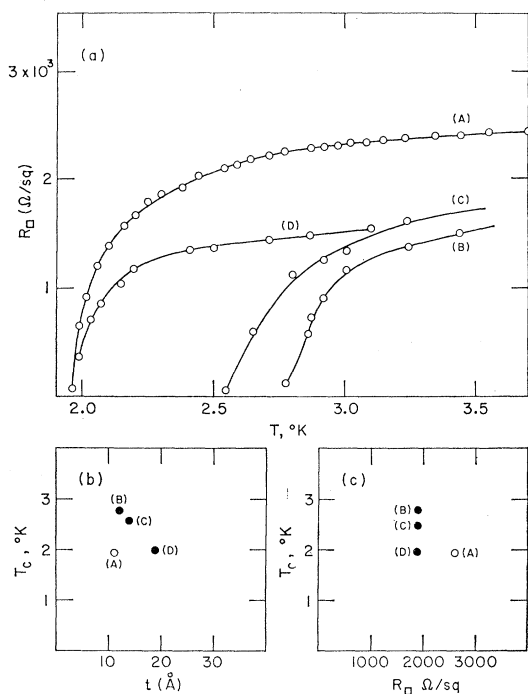 (a)
3 x 10³
2
1
R□ (Ω/sq)
(A)
(D)
(C)
(B)
2.0 2.5 3.0 3.5
T, °K
(b)
3
2
1
T_C, °K
(B)
(C)
(A)
(D)
0 10 20 30
t (Å)
(c)
3
2
1
T_C, °K
(B)
(C)
(D)
(A)
1000 2000 3000
R□ Ω/sq